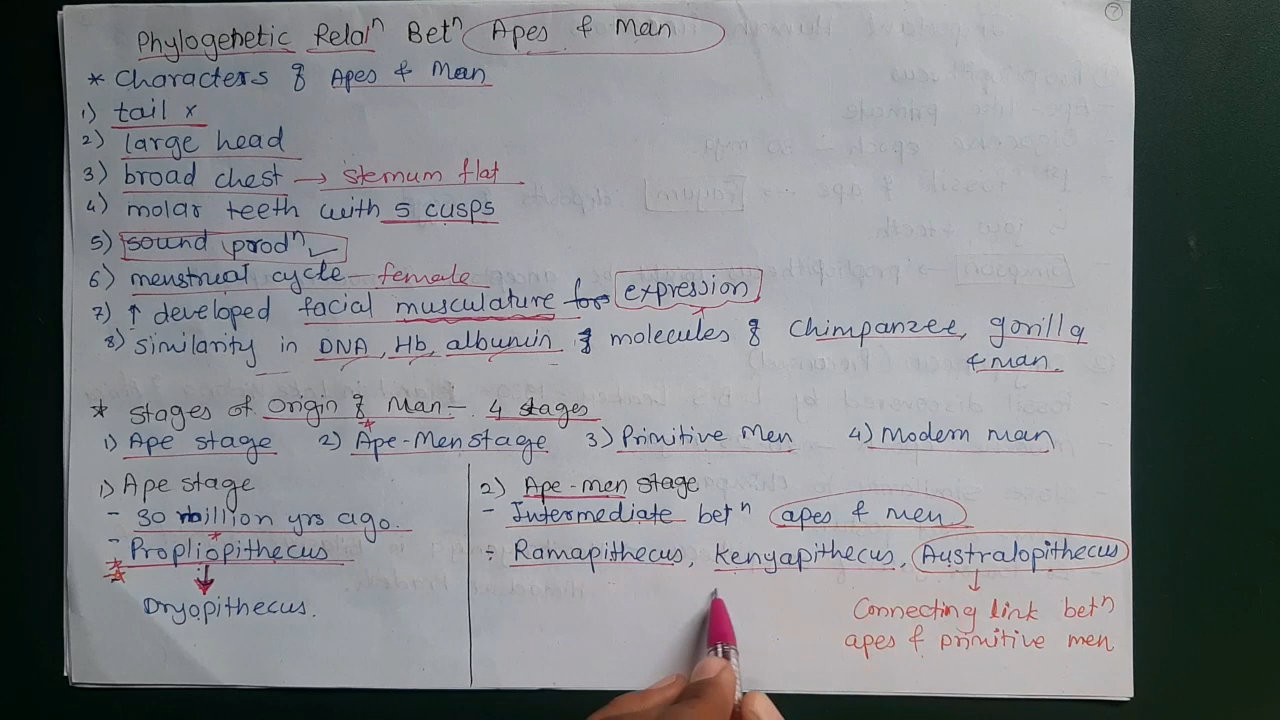 7
Phylogenetic Relaⁿ Betⁿ Apes & Man
* Characters of Apes & Man
1) tail x
2) large head
3) broad chest → sternum flat
4) molar teeth with 5 cusps
5) sound prodⁿ ✓
6) menstrual cycle - female
7) ↑ developed facial musculature for expression
8) similarity in DNA, Hb, albumin & molecules of Chimpanzee, gorilla
& man.
* Stages of Origin of Man - 4 stages
1) Ape stage 2) Ape-Men stage 3) Primitive Men 4) Modern man
1) Ape stage
- 30 million yrs ago.
- Propliopithecus
↓
Dryopithecus.
2) Ape-men stage
- Intermediate betⁿ apes & men
- Ramapithecus, Kenyapithecus, Australopithecus
↓
Connecting link betⁿ
apes & primitive men